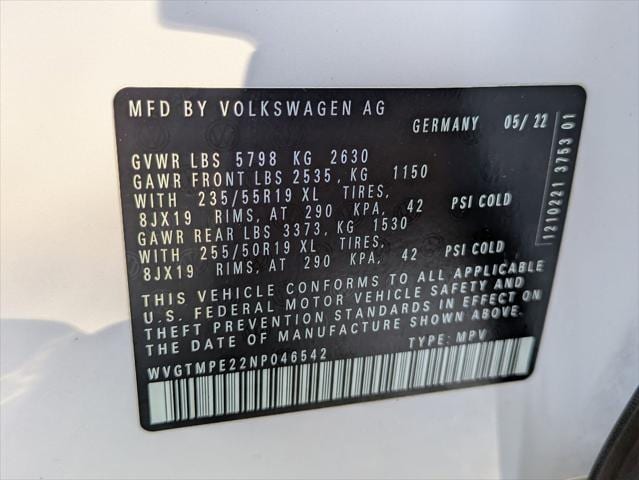 MFD BY VOLKSWAGEN AG
GERMANY 05/ 22
GVWR LBS 5798 KG 2630
GAWR FRONT LBS 2535, KG 1150
WITH 235/55R19 XL TIRES,
8JX19 RIMS, AT 290 KPA, 42 PSI COLD
GAWR REAR LBS 3373, KG 1530
WITH 255/50R19 XL TIRES,
8JX19 RIMS, AT 290 KPA, 42 PSI COLD
THIS VEHICLE CONFORMS TO ALL APPLICABLE
U.S. FEDERAL MOTOR VEHICLE SAFETY AND
THEFT PREVENTION STANDARDS IN EFFECT ON
THE DATE OF MANUFACTURE SHOWN ABOVE.
WVGTMPE22NP046542 TYPE: MPV
1210221 3753 01